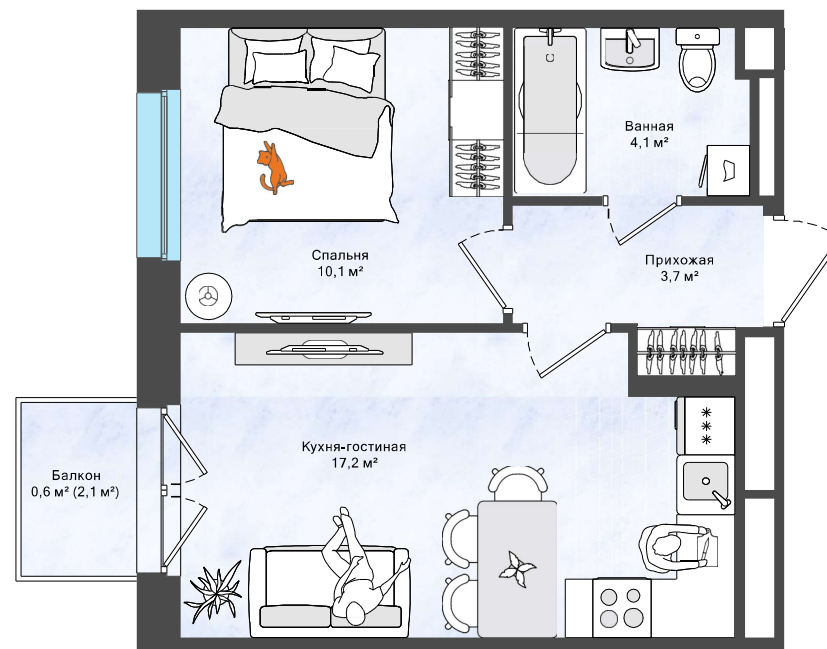 Ванная
4,1 м²
Спальня
10,1 м²
Прихожая
3,7 м²
Кухня-гостиная
17,2 м²
Балкон
0,6 м² (2,1 м²)